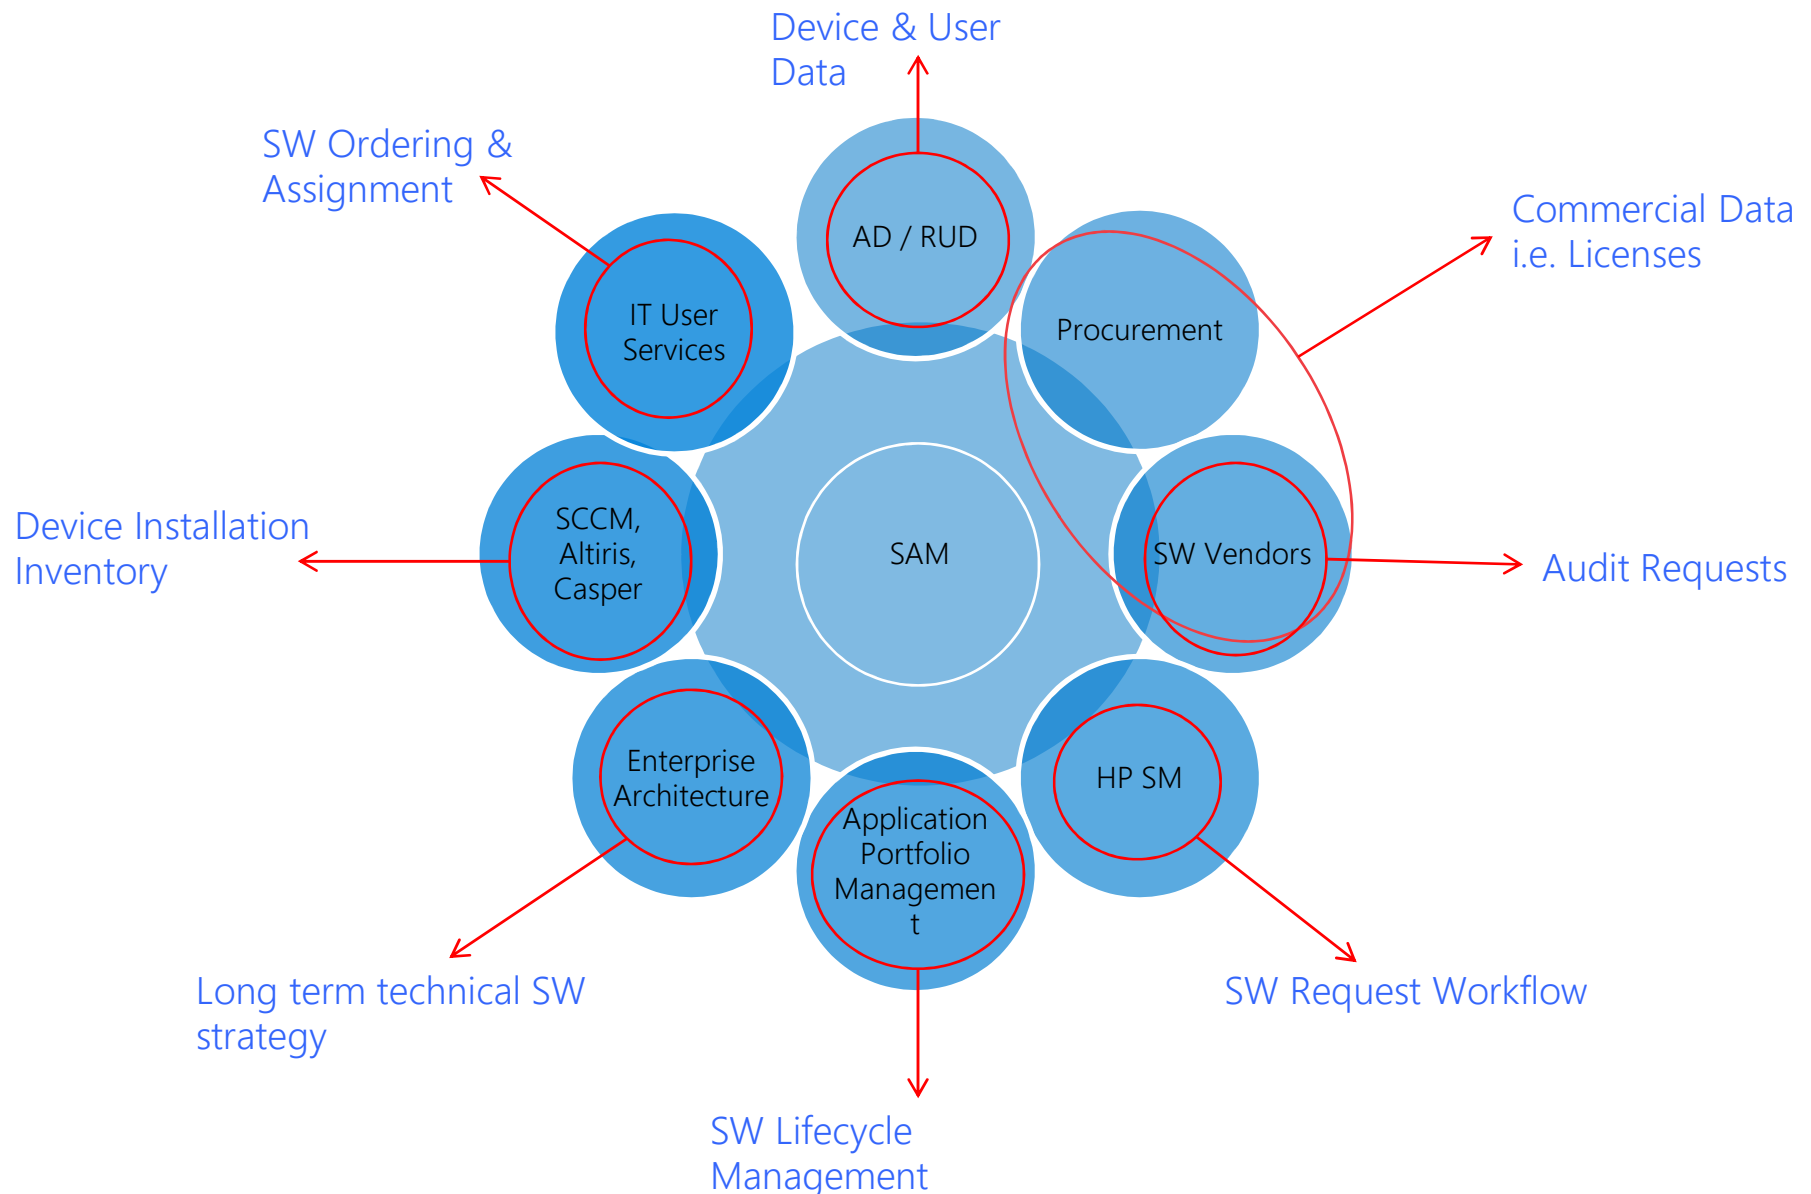 Device & User
Data
SW Ordering &
Assignment
Commercial Data
i.e. Licenses
AD / RUD
IT User
Services
Procurement
Device Installation
Inventory
SCCM,
Altiris,
Casper
SAM
SW Vendors
Audit Requests
Enterprise
Architecture
HP SM
Application
Portfolio
Managemen
t
Long term technical SW
strategy
SW Request Workflow
SW Lifecycle
Management